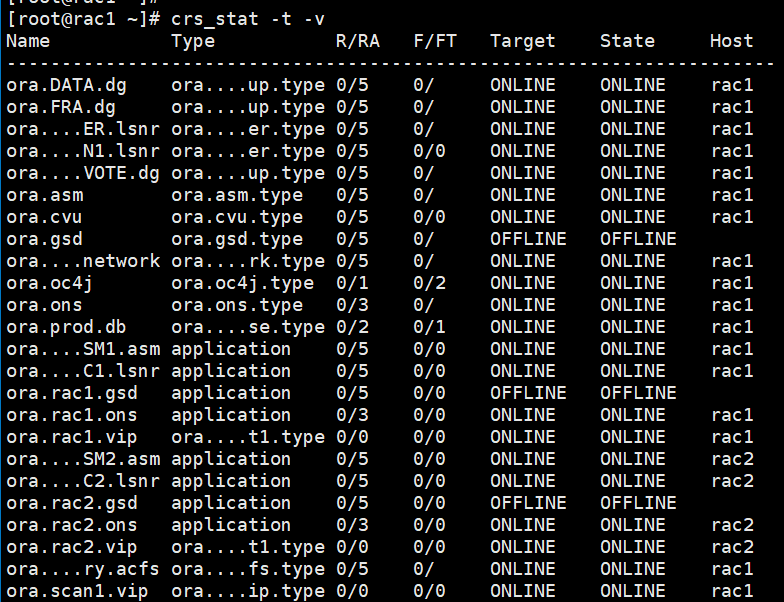 [root@rac1 ~]#
[root@rac1 ~]# crs_stat -t -v
Name           Type           R/RA   F/FT   Target    State     Host
----------------------------------------------------------------------
ora.DATA.dg    ora....up.type 0/5    0/     ONLINE    ONLINE    rac1
ora.FRA.dg     ora....up.type 0/5    0/     ONLINE    ONLINE    rac1
ora....ER.lsnr ora....er.type 0/5    0/     ONLINE    ONLINE    rac1
ora....N1.lsnr ora....er.type 0/5    0/0    ONLINE    ONLINE    rac1
ora....VOTE.dg ora....up.type 0/5    0/     ONLINE    ONLINE    rac1
ora.asm        ora.asm.type   0/5    0/     ONLINE    ONLINE    rac1
ora.cvu        ora.cvu.type   0/5    0/0    ONLINE    ONLINE    rac1
ora.gsd        ora.gsd.type   0/5    0/     OFFLINE   OFFLINE
ora....network ora....rk.type 0/5    0/     ONLINE    ONLINE    rac1
ora.oc4j       ora.oc4j.type  0/1    0/2    ONLINE    ONLINE    rac1
ora.ons        ora.ons.type   0/3    0/     ONLINE    ONLINE    rac1
ora.prod.db    ora....se.type 0/2    0/1    ONLINE    ONLINE    rac1
ora....SM1.asm application    0/5    0/0    ONLINE    ONLINE    rac1
ora....C1.lsnr application    0/5    0/0    ONLINE    ONLINE    rac1
ora.rac1.gsd   application    0/5    0/0    OFFLINE   OFFLINE
ora.rac1.ons   application    0/3    0/0    ONLINE    ONLINE    rac1
ora.rac1.vip   ora....t1.type 0/0    0/0    ONLINE    ONLINE    rac1
ora....SM2.asm application    0/5    0/0    ONLINE    ONLINE    rac2
ora....C2.lsnr application    0/5    0/0    ONLINE    ONLINE    rac2
ora.rac2.gsd   application    0/5    0/0    OFFLINE   OFFLINE
ora.rac2.ons   application    0/3    0/0    ONLINE    ONLINE    rac2
ora.rac2.vip   ora....t1.type 0/0    0/0    ONLINE    ONLINE    rac2
ora....ry.acfs ora....fs.type 0/5    0/     ONLINE    ONLINE    rac1
ora.scan1.vip  ora....ip.type 0/0    0/0    ONLINE    ONLINE    rac1